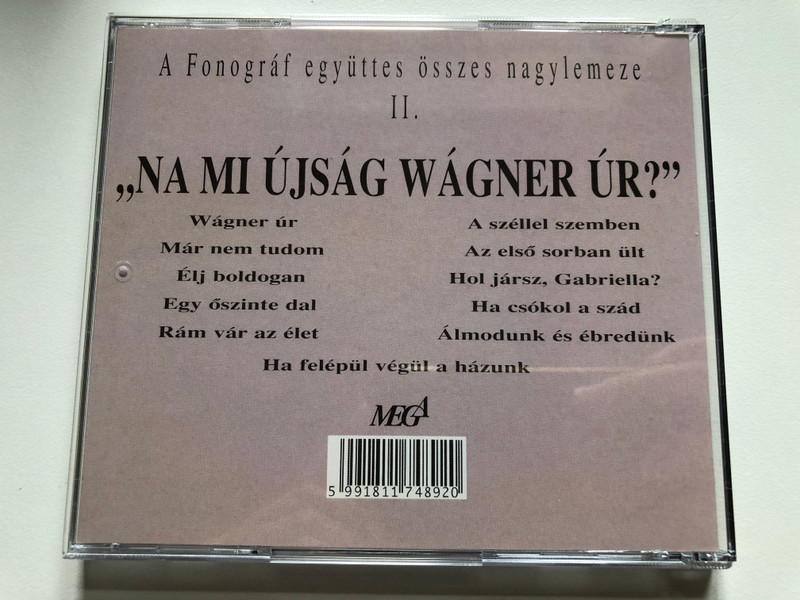 A Fonográf együttes összes nagylemeze
II.
„NA MI ÚJSÁG WÁGNER ÚR?”
Wágner úr
Már nem tudom
Élj boldogan
Egy őszinte dal
Rám vár az élet
A széllel szemben
Az első sorban ült
Hol jársz, Gabriella?
Ha csókol a szád
Álmodunk és ébredünk
Ha felépül végül a házunk
MEGA
5 991811 748920